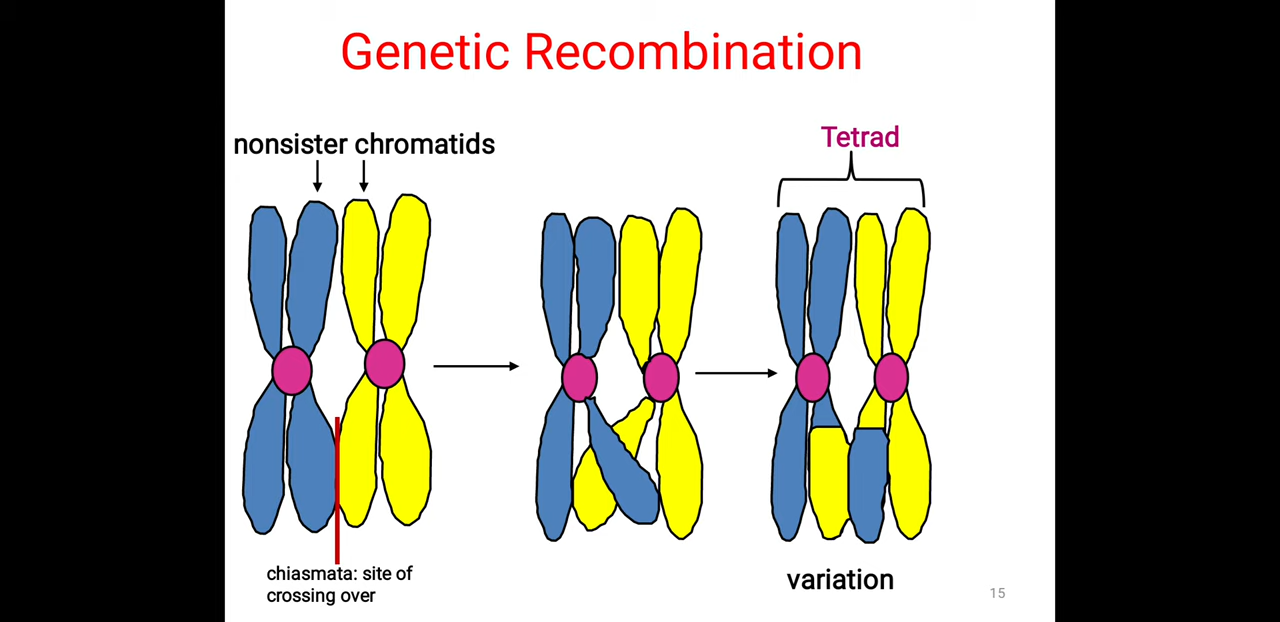 Genetic Recombination
nonsister chromatids
Tetrad
chiasmata: site of
crossing over
variation
15